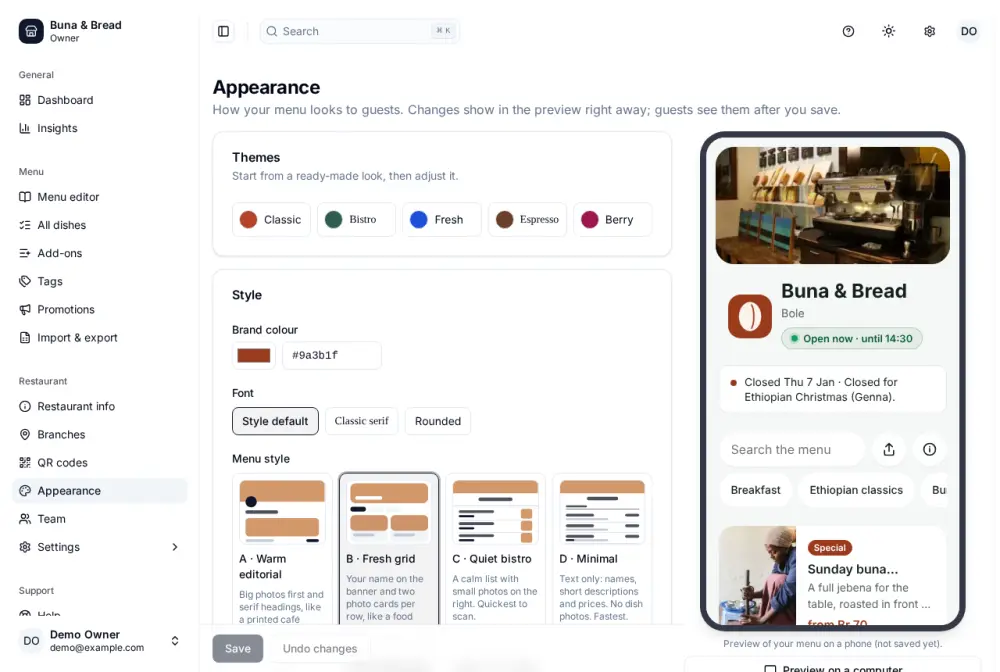 Buna & Bread
Owner
General
Dashboard
Insights
Menu
Menu editor
All dishes
Add-ons
Tags
Promotions
Import & export
Restaurant
Restaurant info
Branches
QR codes
Appearance
Team
Settings
Support
Help
DO
Demo Owner
demo@example.com
Search
⌘ K
DO
Appearance
How your menu looks to guests. Changes show in the preview right away; guests see them after you save.
Themes
Start from a ready-made look, then adjust it.
Classic
Bistro
Fresh
Espresso
Berry
Style
Brand colour
#9a3b1f
Font
Style default
Classic serif
Rounded
Menu style
A · Warm
editorial
Big photos first and
serif headings, like
a printed café
B · Fresh grid
Your name on the
banner and two
photo cards per
row, like a food
C · Quiet bistro
A calm list with
small photos on the
right. Quickest to
scan.
D · Minimal
Text only: names,
short descriptions
and prices. No dish
photos. Fastest.
Save
Undo changes
Buna & Bread
Bole
Open now · until 14:30
Closed Thu 7 Jan · Closed for
Ethiopian Christmas (Genna).
Search the menu
Breakfast
Ethiopian classics
Bu
Special
Sunday buna...
A full jebena for the
table, roasted in front ...
from Br 70
Preview of your menu on a phone (not saved yet).
Preview on a computer